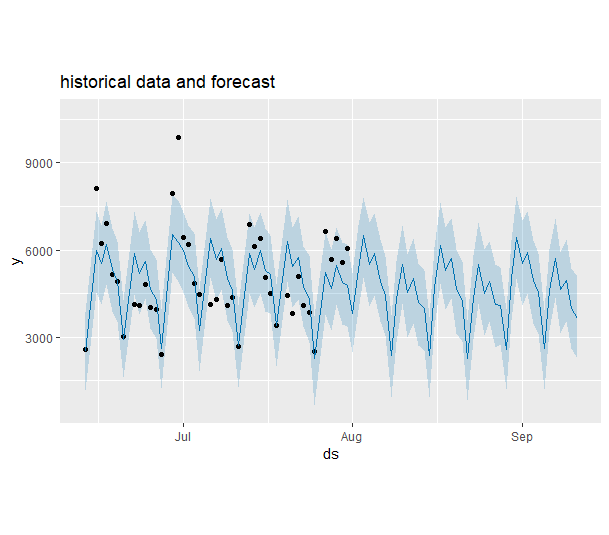 historical data and forecast
9000
6000
3000
y
Jul
Aug
Sep
ds